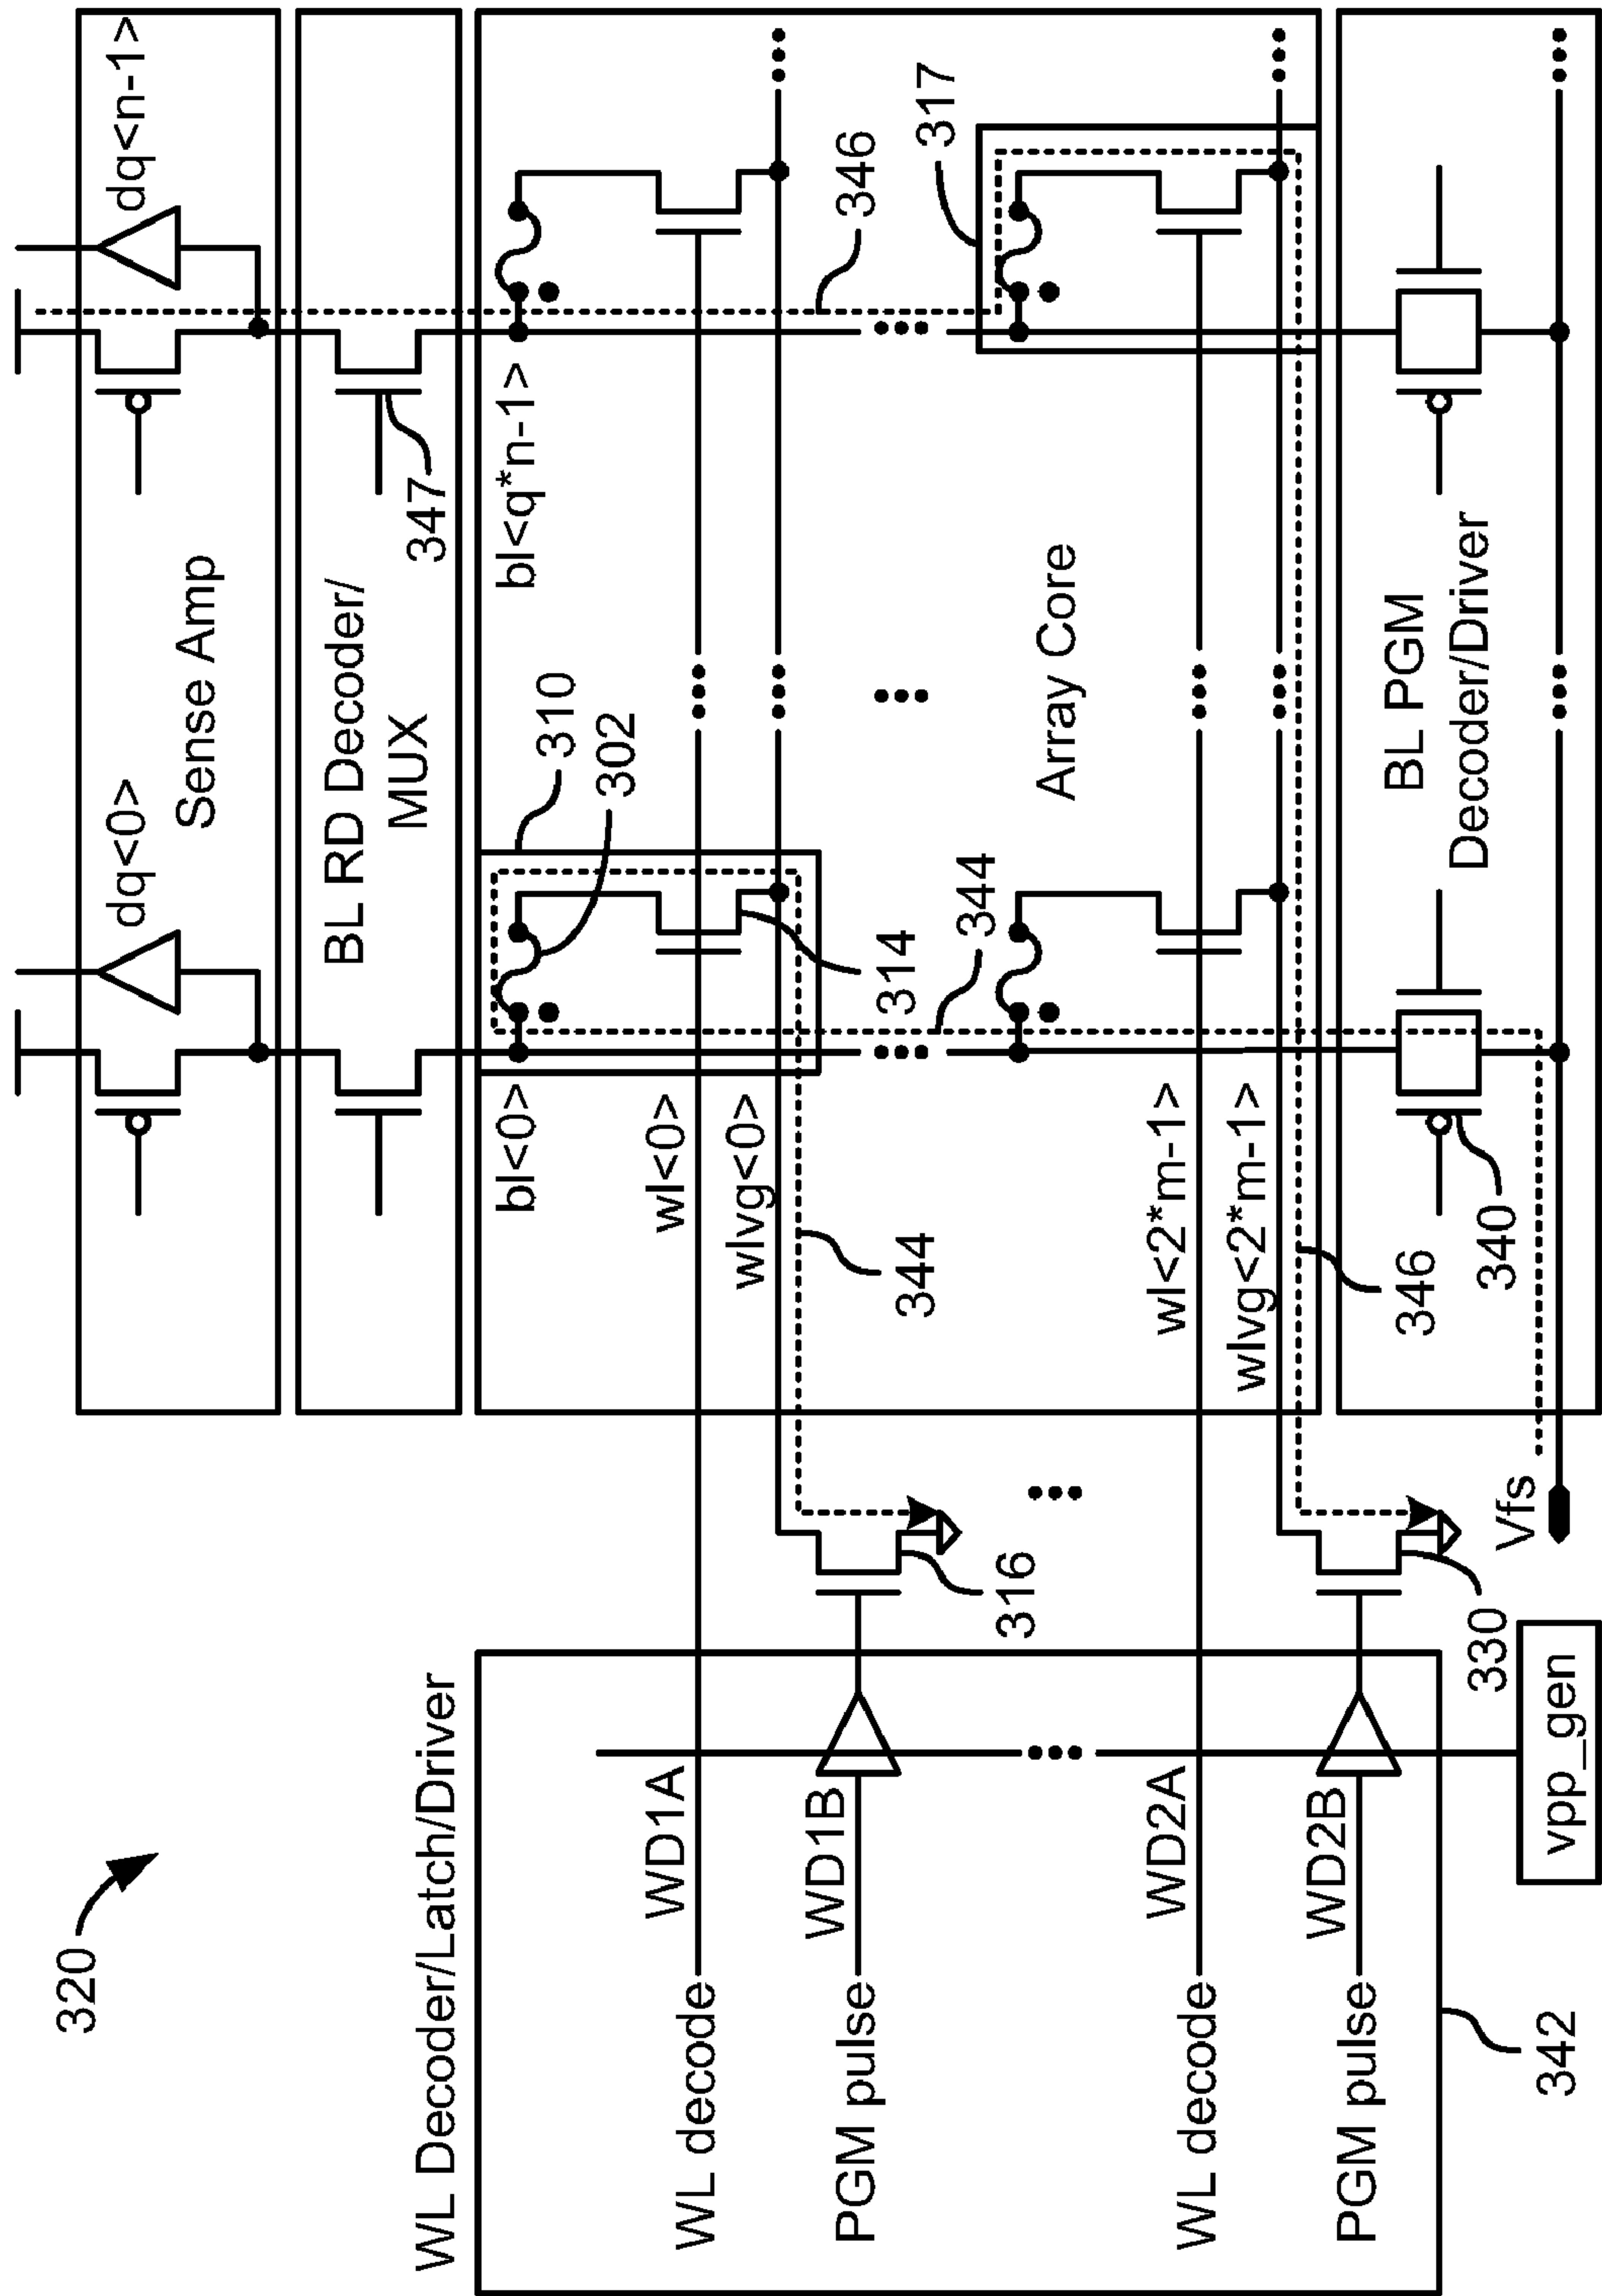 320
WL Decoder/Latch/Driver
WL decode
WD1A
PGM pulse
WD1B
WL decode
WD2A
PGM pulse
WD2B
342
vpp_gen
316
330
Vfs
dq<0>
dq<n-1>
Sense Amp
BL RD Decoder/
MUX
347
bl<0>
bl<q*n-1>
310
302
wl<0>
wlvg<0>
314
344
344
346
317
Array Core
wl<2*m-1>
wlvg<2*m-1>
346
340
BL PGM
Decoder/Driver